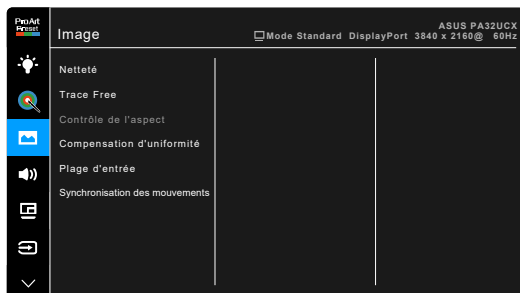 ProArt
Preset
Image
ASUS PA32UCX
Mode Standard DisplayPort 3840 x 2160@ 60Hz
Netteté
Trace Free
Contrôle de l'aspect
Compensation d'uniformité
Plage d'entrée
Synchronisation des mouvements